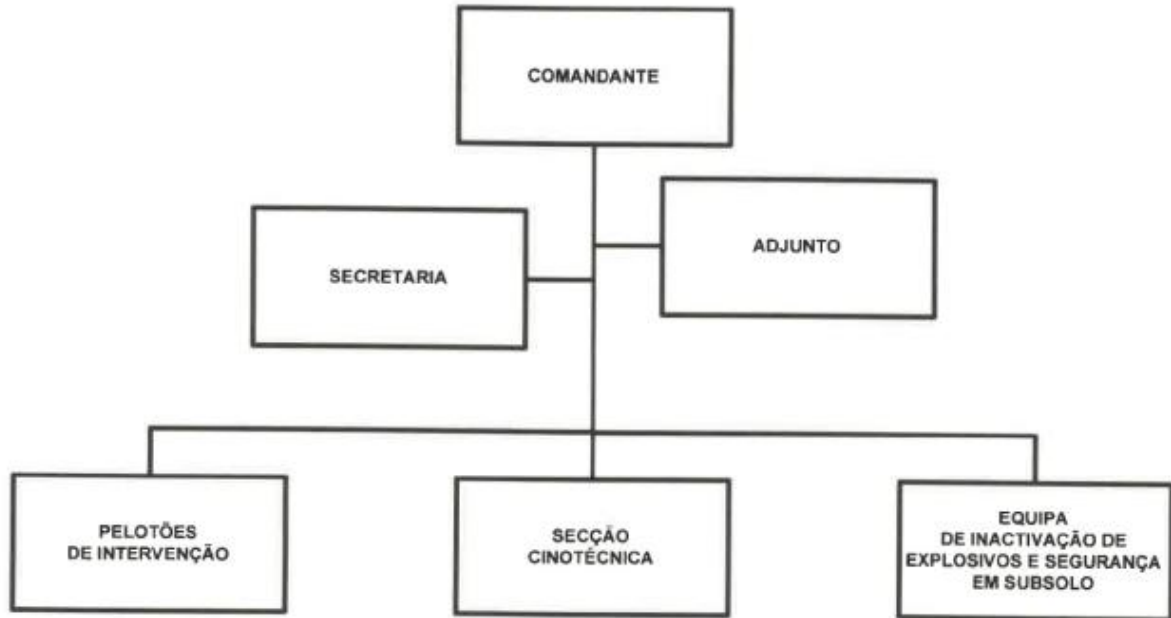 COMANDANTE
ADJUNTO
SECRETARIA
PELOTÕES
DE INTERVENÇÃO
SECÇÃO
CINOTÉCNICA
EQUIPA
DE INACTIVAÇÃO DE
EXPLOSIVOS E SEGURANÇA
EM SUBSOLO